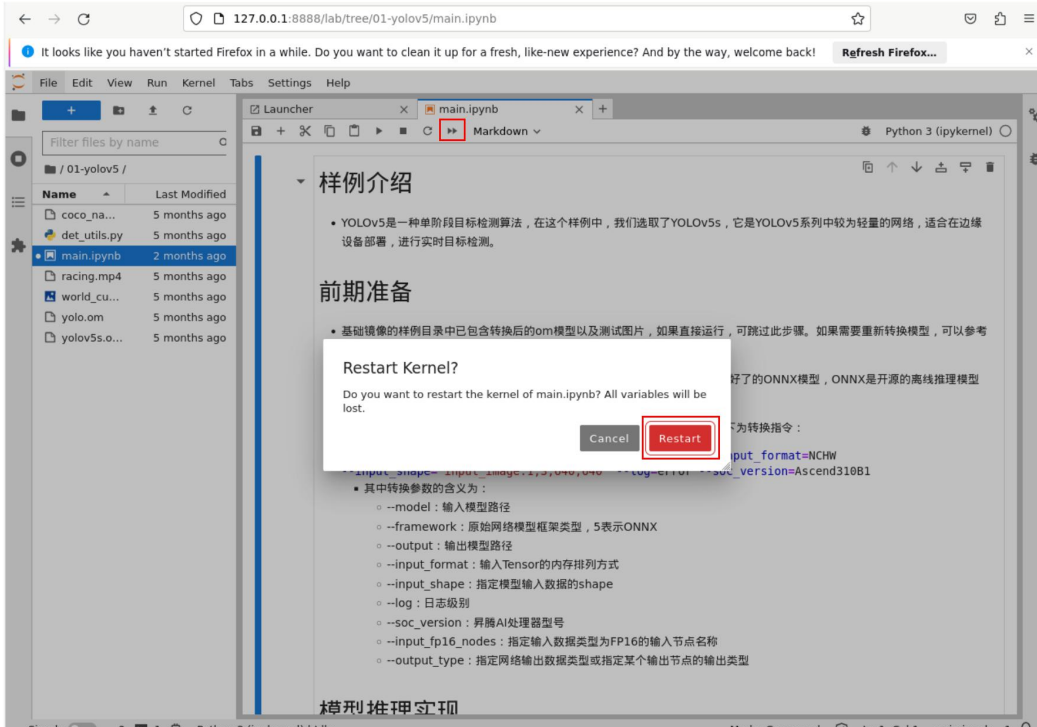 127.0.0.1:8888/lab/tree/01-yolov5/main.ipynb
It looks like you haven't started Firefox in a while. Do you want to clean it up for a fresh, like-new experience? And by the way, welcome back! Refresh Firefox...
File Edit View Run Kernel Tabs Settings Help
Launcher main.ipynb
Markdown Python 3 (ipykernel)
Filter files by name
/ 01-yolov5 /
Name Last Modified
coco_na... 5 months ago
det_utils.py 5 months ago
main.ipynb 2 months ago
racing.mp4 5 months ago
world_cu... 5 months ago
yolo.om 5 months ago
yolov5s.o... 5 months ago
样例介绍
YOLOv5是一种单阶段目标检测算法，在这个样例中，我们选取了YOLOv5s，它是YOLOv5系列中较为轻量的网络，适合在边缘
设备部署，进行实时目标检测。
前期准备
基础镜像的样例目录中已包含转换后的om模型以及测试图片，如果直接运行，可跳过此步骤。如果需要重新转换模型，可以参考
好了的ONNX模型，ONNX是开源的离线推理模型
下为转换指令：
Restart Kernel?
Do you want to restart the kernel of main.ipynb? All variables will be
lost.
Cancel Restart
put_format=NCHW
--input_shape="input_image:1,3,640,640" --log=error --soc_version=Ascend310B1
其中转换参数的含义为：
--model：输入模型路径
--framework：原始网络模型框架类型，5表示ONNX
--output：输出模型路径
--input_format：输入Tensor的内存排列方式
--input_shape：指定模型输入数据的shape
--log：日志级别
--soc_version：昇腾AI处理器型号
--input_fp16_nodes：指定输入数据类型为FP16的输入节点名称
--output_type：指定网络输出数据类型或指定某个输出节点的输出类型
模型推理实现